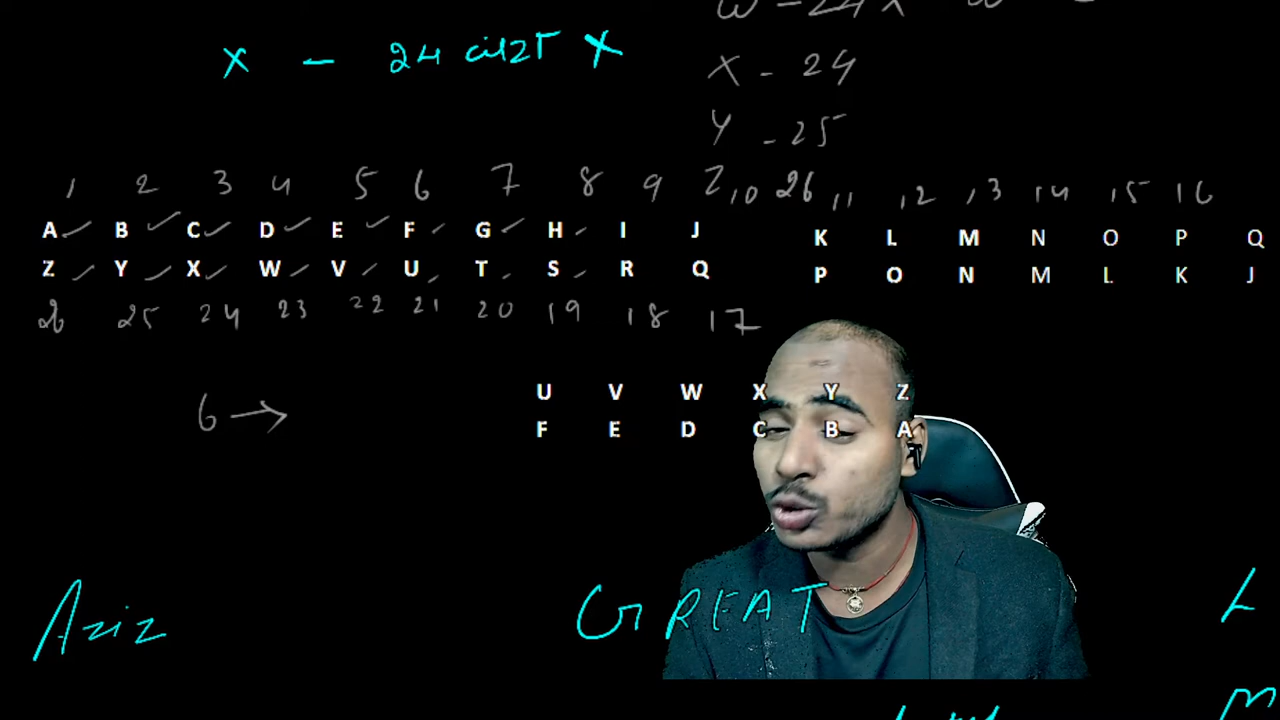 X - 24
X - 24
Y - 25
Z 26
1 2 3 4 5 6 7 8 9 10 11 12 13 14 15 16
A B C D E F G H I J K L M N O P Q
Z Y X W V U T S R Q P O N M L K J
26 25 24 23 22 21 20 19 18 17
6 →
U V W X Y Z
F E D C B A
Aziz GREAT